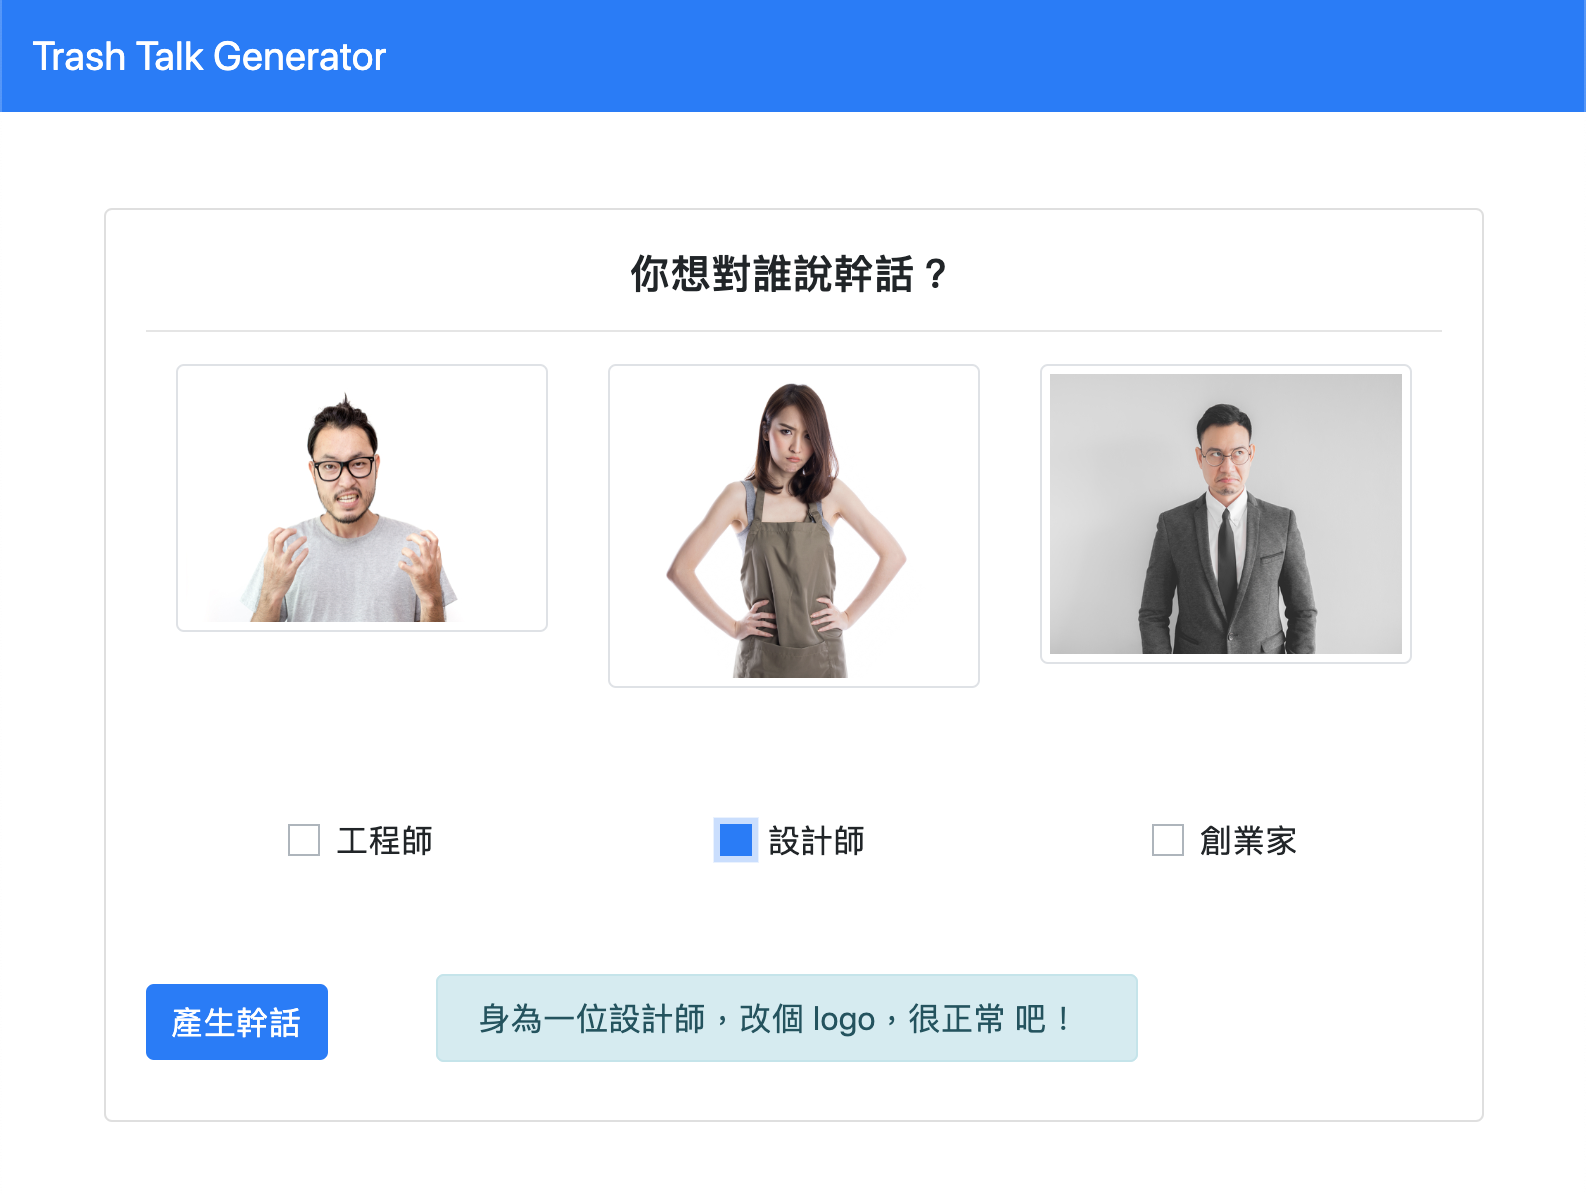 Trash Talk Generator
你想對誰說幹話？
工程師
設計師
創業家
產生幹話
身為一位設計師，改個 logo，很正常 吧！